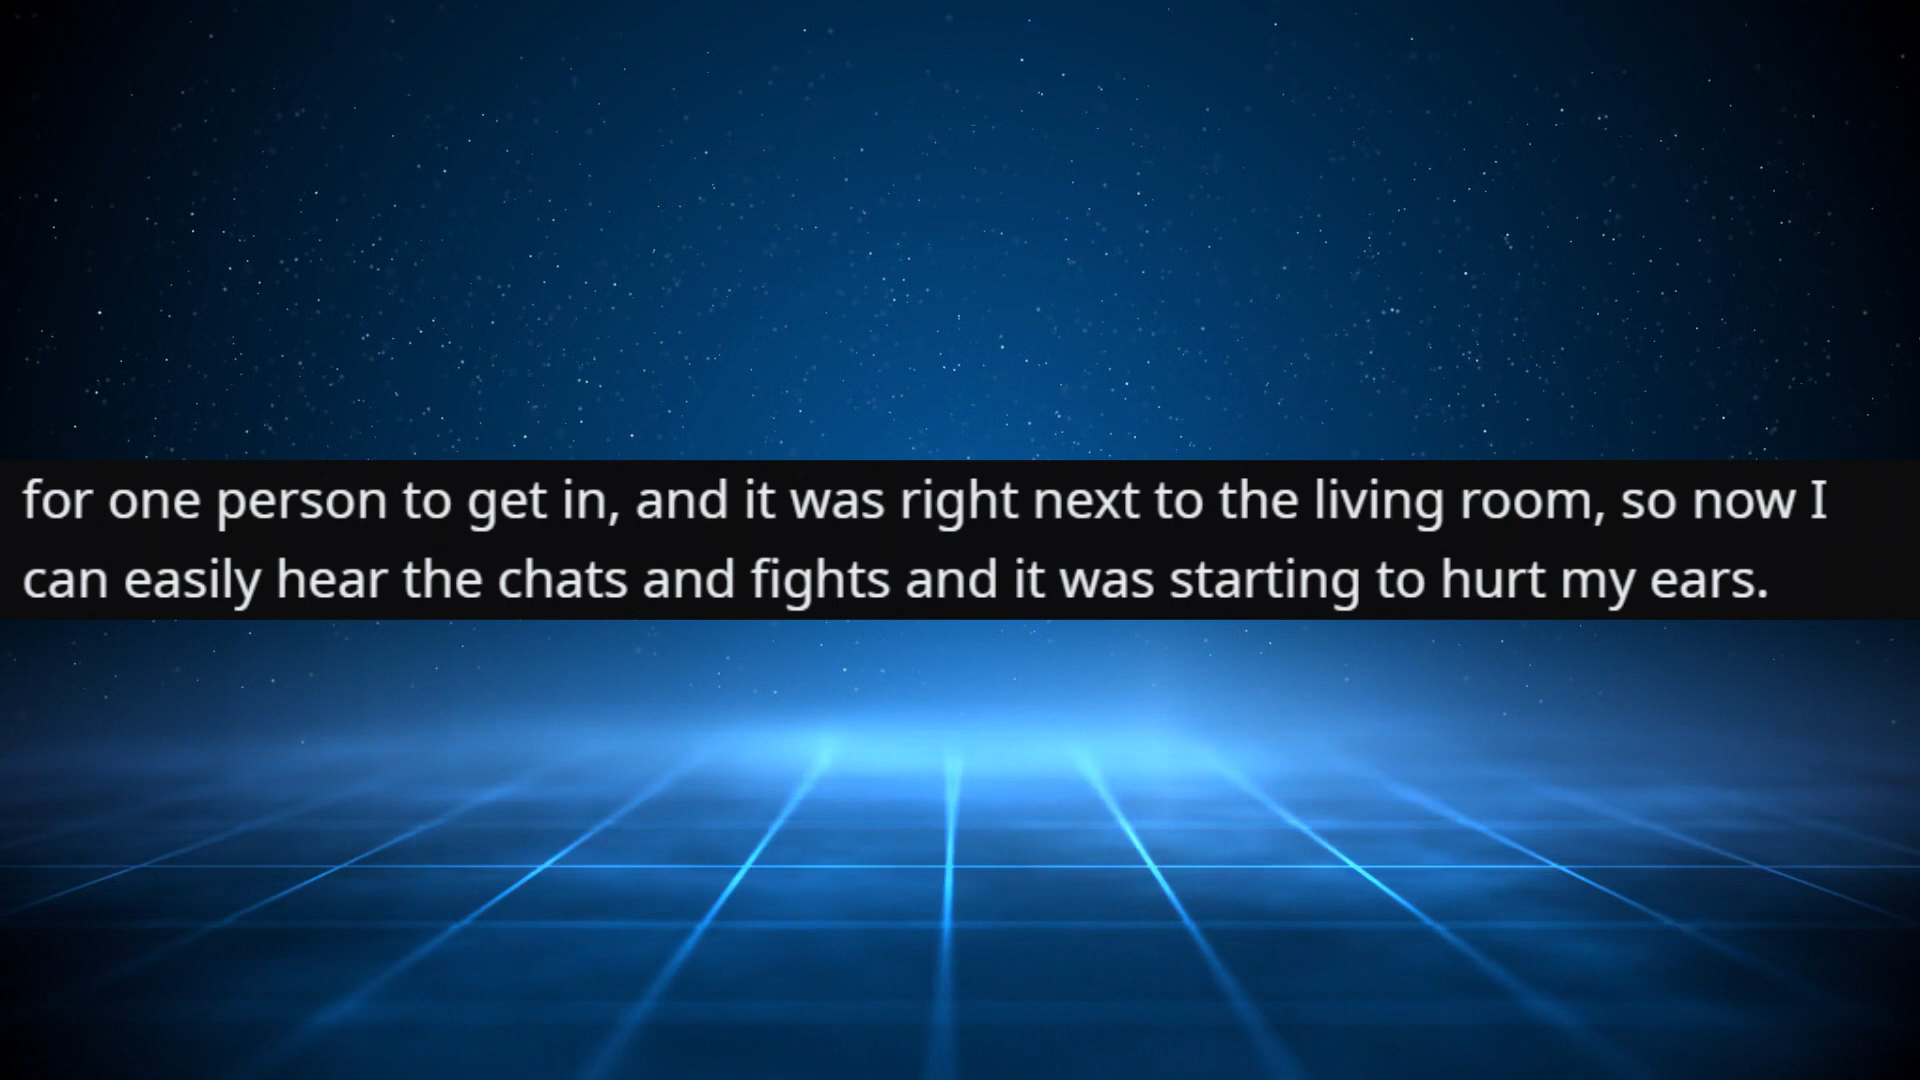 for one person to get in, and it was right next to the living room, so now I
can easily hear the chats and fights and it was starting to hurt my ears.